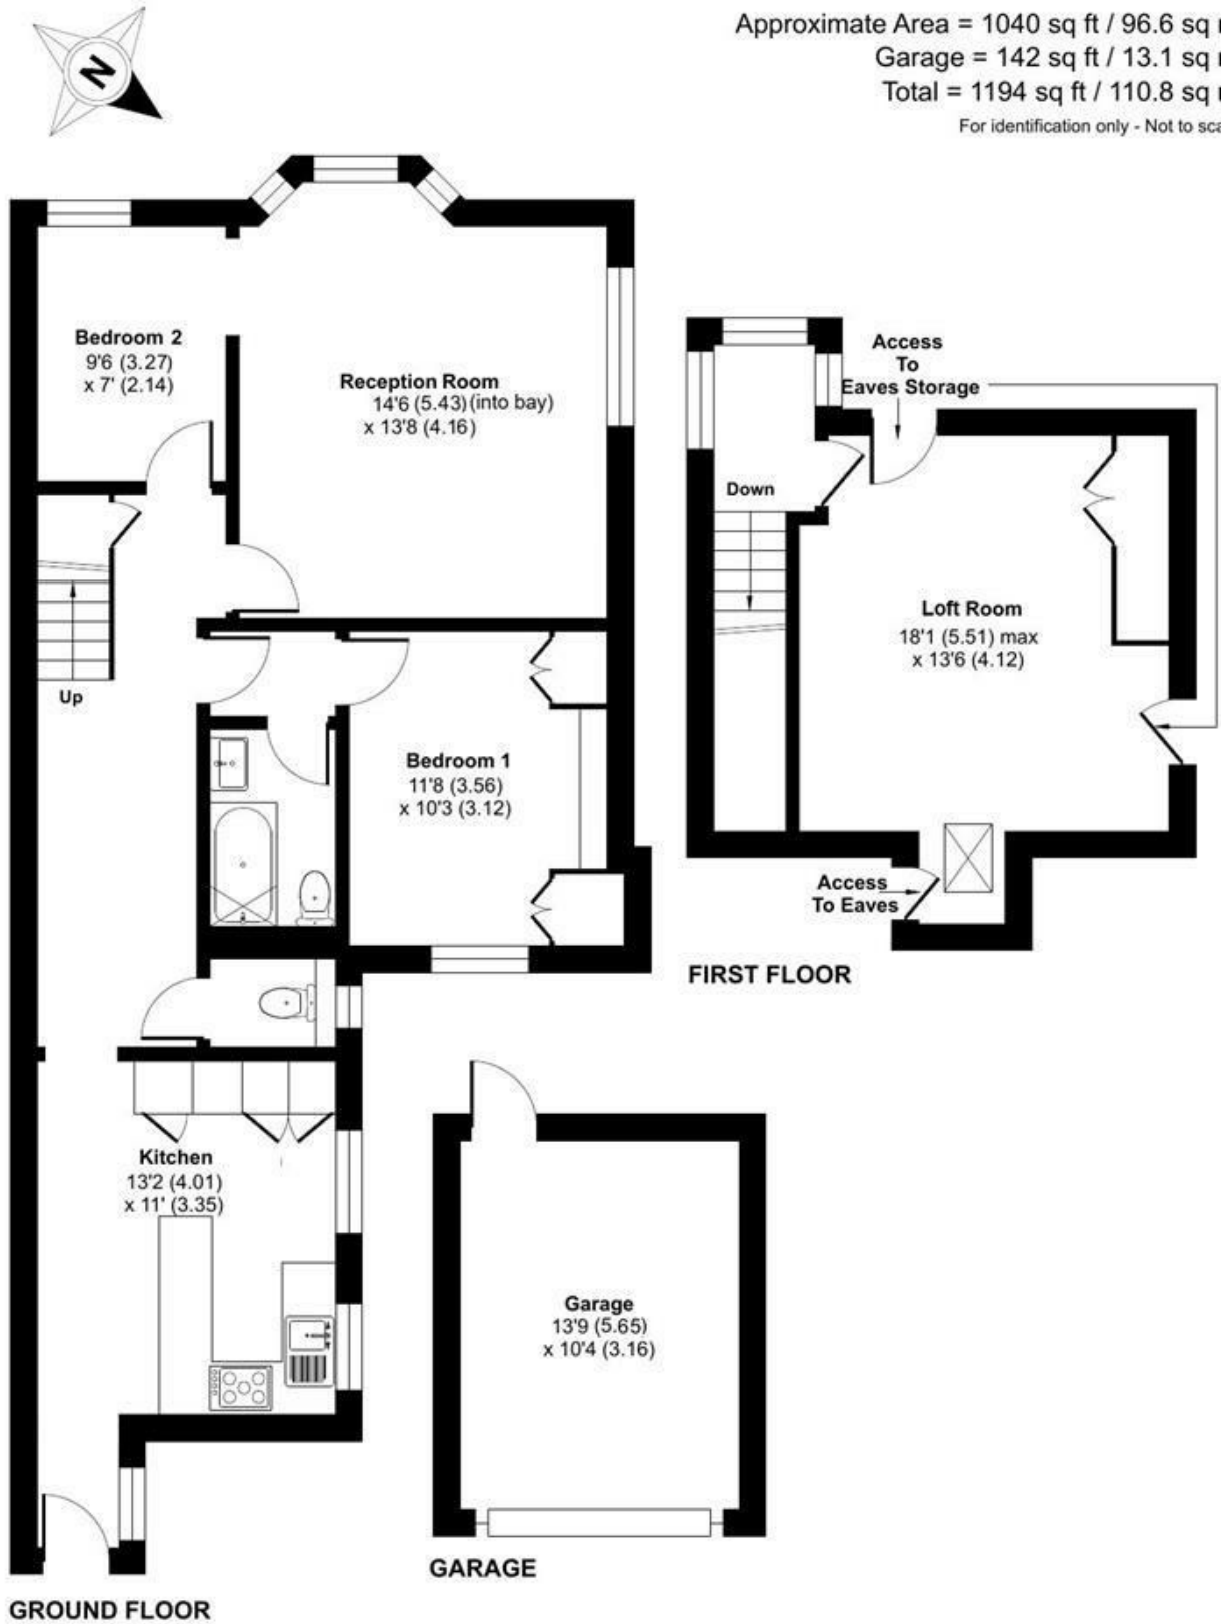 Approximate Area = 1040 sq ft / 96.6 sq
Garage = 142 sq ft / 13.1 sq
Total = 1194 sq ft / 110.8 sq
For identification only - Not to
N
Bedroom 2
9'6 (3.27)
x 7' (2.14)
Reception Room
14'6 (5.43)(into bay)
x 13'8 (4.16)
Up
Bedroom 1
11'8 (3.56)
x 10'3 (3.12)
Kitchen
13'2 (4.01)
x 11' (3.35)
GROUND FLOOR
Access
To
Eaves Storage
Down
Loft Room
18'1 (5.51) max
x 13'6 (4.12)
Access
To Eaves
FIRST FLOOR
Garage
13'9 (5.65)
x 10'4 (3.16)
GARAGE